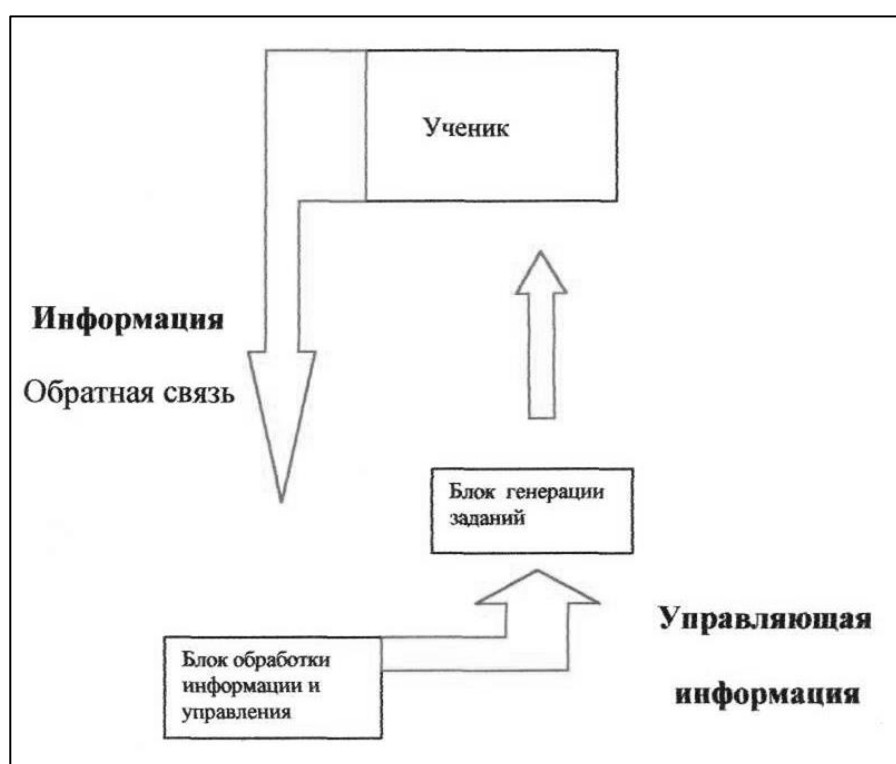 Ученик
Информация
Обратная связь
Блок генерации
заданий
Управляющая
информация
Блок обработки
информации и
управления